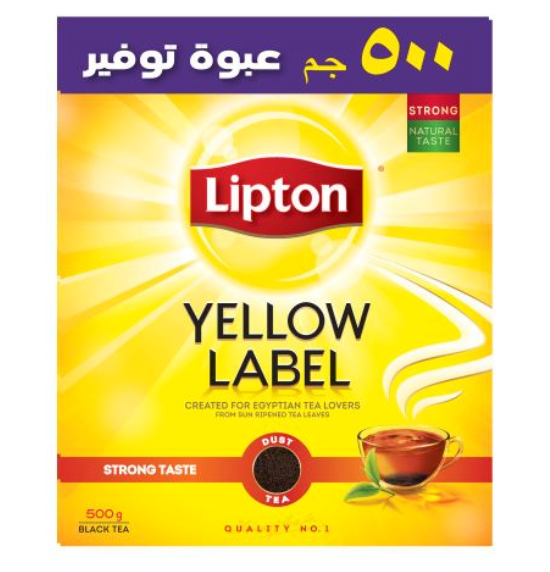 ٥٠٠ جم عبوة توفير
STRONG
NATURAL
TASTE
Lipton
®
YELLOW
LABEL
CREATED FOR EGYPTIAN TEA LOVERS
FROM SUN RIPENED TEA LEAVES
DUST
TEA
STRONG TASTE
500 g
BLACK TEA
QUALITY NO.1